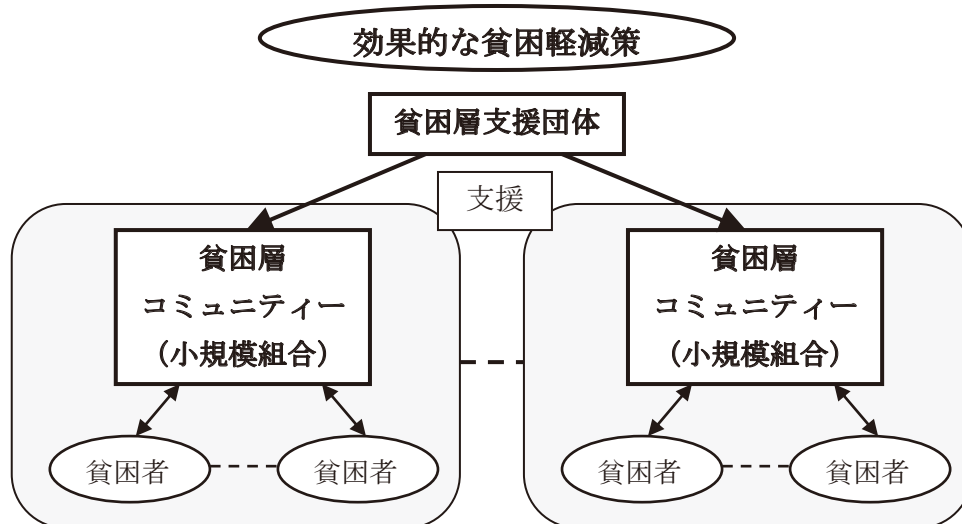 効果的な貧困軽減策
貧困層支援団体
支援
貧困層
コミュニティー
（小規模組合）
貧困層
コミュニティー
（小規模組合）
貧困者
貧困者
貧困者
貧困者